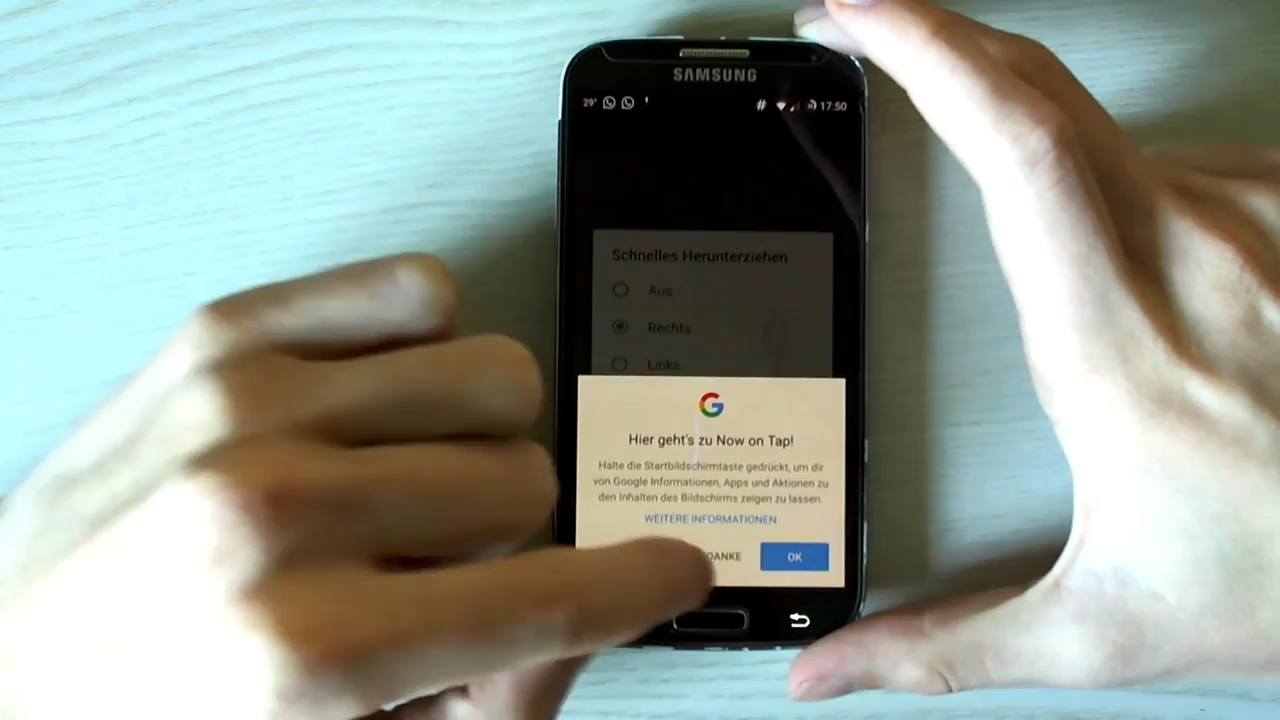 SAMSUNG
29° 17:50
Schnelles Herunterziehen
Aus
Rechts
Links
Hier geht's zu Now on Tap!
Halte die Startbildschirmtaste gedrückt, um dir
von Google Informationen, Apps und Aktionen zu
den Inhalten des Bildschirms zeigen zu lassen.
WEITERE INFORMATIONEN
DANKE OK